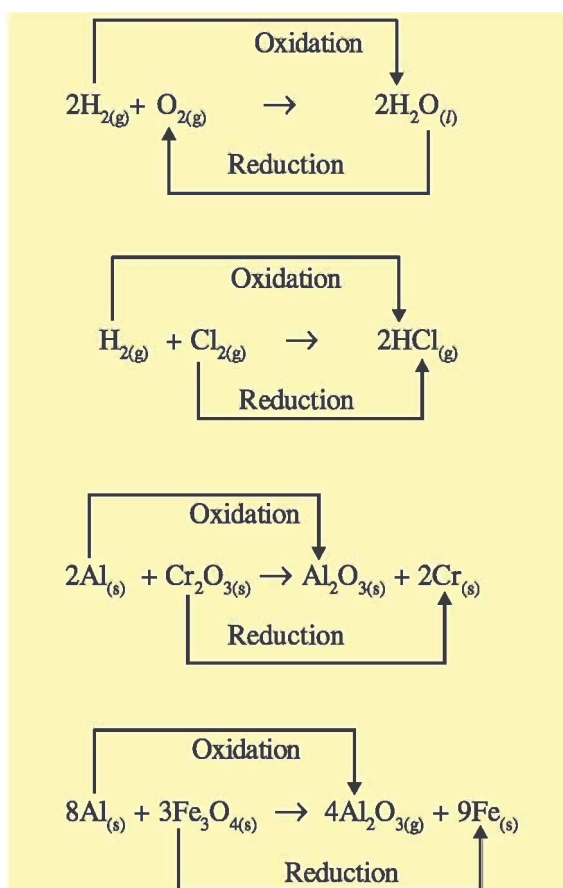 Oxidation
2H₂(g) + O₂(g) → 2H₂O(l)
Reduction
Oxidation
H₂(g) + Cl₂(g) → 2HCl(g)
Reduction
Oxidation
2Al(s) + Cr₂O₃(s) → Al₂O₃(s) + 2Cr(s)
Reduction
Oxidation
8Al(s) + 3Fe₃O₄(s) → 4Al₂O₃(g) + 9Fe(s)
Reduction